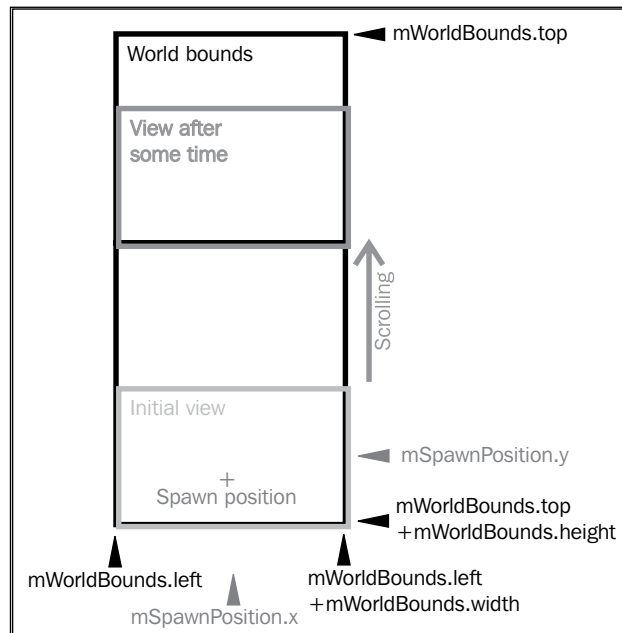 mWorldBounds.top
World bounds
View after
some time
Scrolling
Initial view
mSpawnPosition.y
+
Spawn position
mWorldBounds.top
+mWorldBounds.height
mWorldBounds.left
mWorldBounds.left
+mWorldBounds.width
mSpawnPosition.x